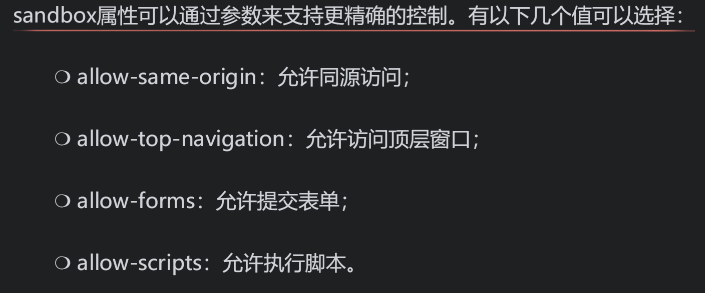 sandbox属性可以通过参数来支持更精确的控制。有以下几个值可以选择：
❍ allow-same-origin：允许同源访问；
❍ allow-top-navigation：允许访问顶层窗口；
❍ allow-forms：允许提交表单；
❍ allow-scripts：允许执行脚本。